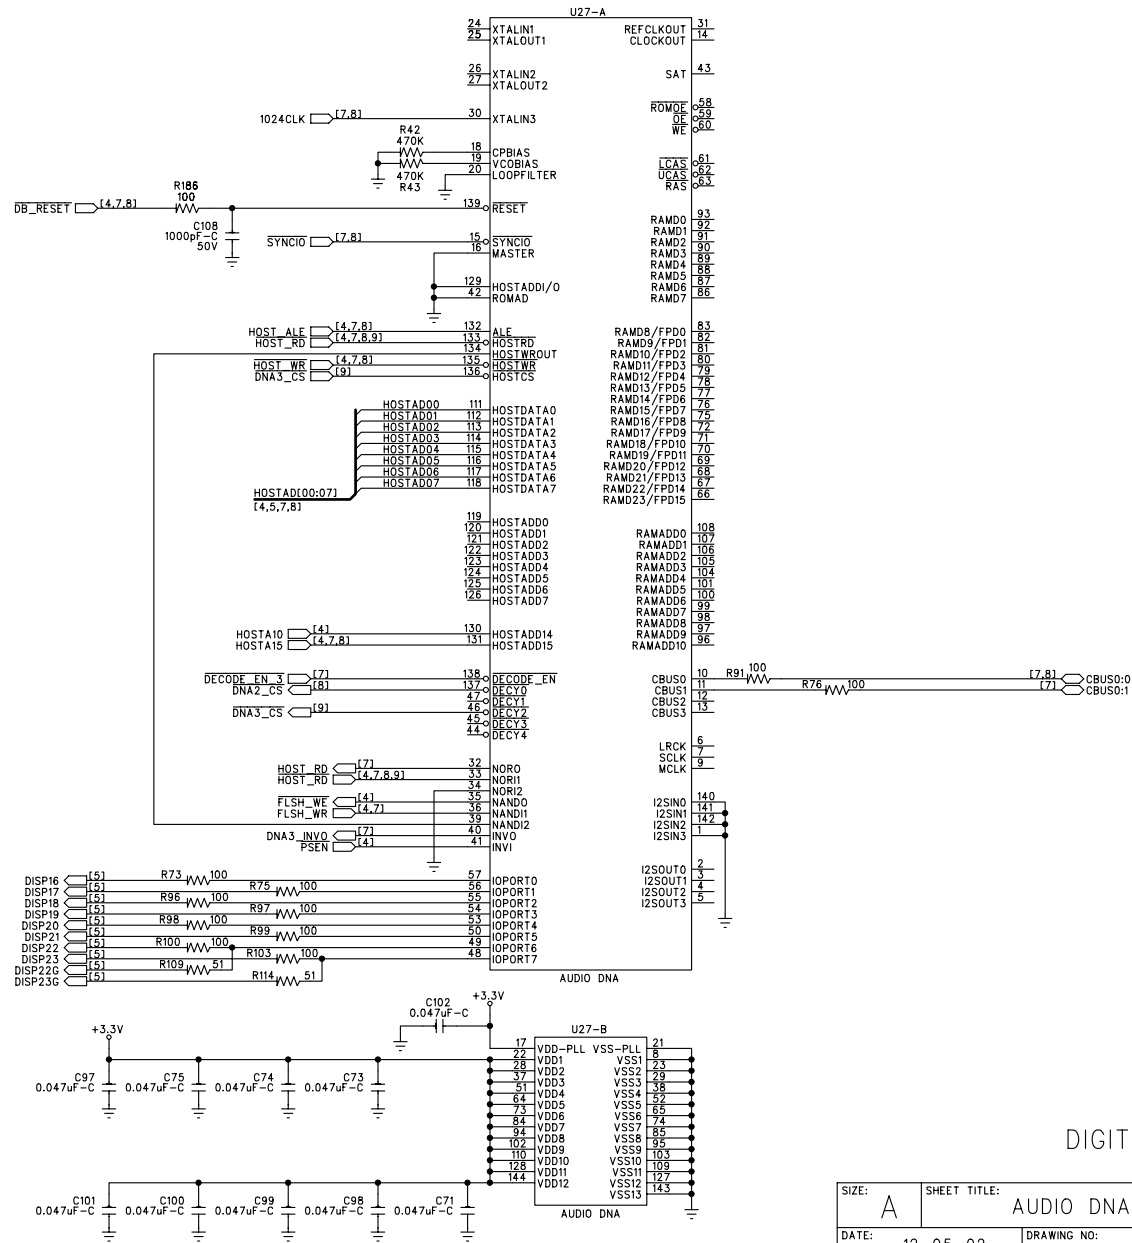 U27-A
24 XTALIN1 REFCLKOUT 31
25 XTALOUT1 CLOCKOUT 14
26 XTALIN2 SAT 43
27 XTALOUT2
ROMOE 58
1024CLK [7,8] 30 XTALIN3 OE 59
WE 60
R42
470K
18 CPBIAS
19 VCOBIAS LCAS 61
20 LOOPFILTER UCAS 62
470K
R43
RAS 63
R186
100
DB_RESET [4,7,8] 139 RESET
C108
1000pF-C
50V
SYNCIO [7,8] 15 SYNCIO
16 MASTER
RAMD0 93
RAMD1 92
RAMD2 91
RAMD3 90
RAMD4 89
RAMD5 88
129 HOSTADDI/O RAMD6 87
42 ROMAD RAMD7 86
HOST_ALE [4,7,8] 132 ALE RAMD8/FPD0 83
HOST_RD [4,7,8,9] 133 HOSTRD RAMD9/FPD1 82
134 HOSTWROUT RAMD10/FPD2 81
HOST_WR [4,7,8] 135 HOSTWR RAMD11/FPD3 80
DNA3_CS [9] 136 HOSTCS RAMD12/FPD4 79
RAMD13/FPD5 78
RAMD14/FPD6 77
HOSTAD00 111 HOSTDATA0 RAMD15/FPD7 76
HOSTAD01 112 HOSTDATA1 RAMD16/FPD8 75
HOSTAD02 113 HOSTDATA2 RAMD17/FPD9 72
HOSTAD03 114 HOSTDATA3 RAMD18/FPD10 71
HOSTAD04 115 HOSTDATA4 RAMD19/FPD11 70
HOSTAD05 116 HOSTDATA5 RAMD20/FPD12 69
HOSTAD06 117 HOSTDATA6 RAMD21/FPD13 68
HOSTAD07 118 HOSTDATA7 RAMD22/FPD14 67
HOSTAD[00:07] RAMD23/FPD15 66
[4,5,7,8]
119 HOSTADD0
120 HOSTADD1 RAMADD0 108
121 HOSTADD2 RAMADD1 107
122 HOSTADD3 RAMADD2 106
123 HOSTADD4 RAMADD3 105
124 HOSTADD5 RAMADD4 104
125 HOSTADD6 RAMADD5 101
126 HOSTADD7 RAMADD6 100
RAMADD7 99
RAMADD8 98
HOSTA10 [4] 130 HOSTADD14 RAMADD9 97
HOSTA15 [4,7,8] 131 HOSTADD15 RAMADD10 96
DECODE_EN_3 [7] 138 DECODE_EN CBUS0 10 R91 100 [7,8] CBUS0:0
DNA2_CS [8] 137 DECY0 CBUS1 11 R76 100 [7] CBUS0:1
47 DECY1 CBUS2 12
DNA3_CS [9] 46 DECY2 CBUS3 13
45 DECY3
44 DECY4
LRCK 6
SCLK 7
HOST_RD [7] 32 NORO MCLK 9
HOST_RD [4,7,8,9] 33 NORI1
34 NORI2
FLSH_WE [4] 35 NANDO I2SIN0 140
FLSH_WR [4,7] 36 NANDI1 I2SIN1 141
39 NANDI2 I2SIN2 142
DNA3_INVO [7] 40 INVO I2SIN3 1
PSEN [4] 41 INVI
I2SOUT0 2
DISP16 [5] R73 100 57 IOPORT0 I2SOUT1 3
DISP17 [5] R75 100 56 IOPORT1 I2SOUT2 4
DISP18 [5] R96 100 55 IOPORT2 I2SOUT3 5
DISP19 [5] R97 100 54 IOPORT3
DISP20 [5] R98 100 53 IOPORT4
DISP21 [5] R99 100 50 IOPORT5
DISP22 [5] R100 100 49 IOPORT6
DISP23 [5] R103 100 48 IOPORT7
DISP22G [5] R109 51
DISP23G [5] R114 51
AUDIO DNA
C102
0.047uF-C
+3.3V
+3.3V
U27-B
17 VDD-PLL VSS-PLL 21
22 VDD1 VSS1 8
28 VDD2 VSS2 23
37 VDD3 VSS3 29
51 VDD4 VSS4 38
64 VDD5 VSS5 52
73 VDD6 VSS6 65
84 VDD7 VSS7 74
94 VDD8 VSS8 85
102 VDD9 VSS9 95
110 VDD10 VSS10 103
128 VDD11 VSS11 109
144 VDD12 VSS12 127
VSS13 143
AUDIO DNA
C97 C75 C74 C73
0.047uF-C 0.047uF-C 0.047uF-C 0.047uF-C
C101 C100 C99 C98 C71
0.047uF-C 0.047uF-C 0.047uF-C 0.047uF-C 0.047uF-C
DIGIT
SIZE: A SHEET TITLE: AUDIO DNA
DATE: DRAWING NO: